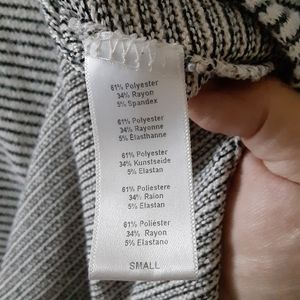 61% Polyester
34% Rayon
5% Spandex
61% Polyester
34% Rayonne
5% Élasthanne
61% Polyester
34% Kunstseide
5% Elastan
61% Poliestere
34% Raion
5% Elastan
61% Poliéster
34% Rayon
5% Elastano
SMALL